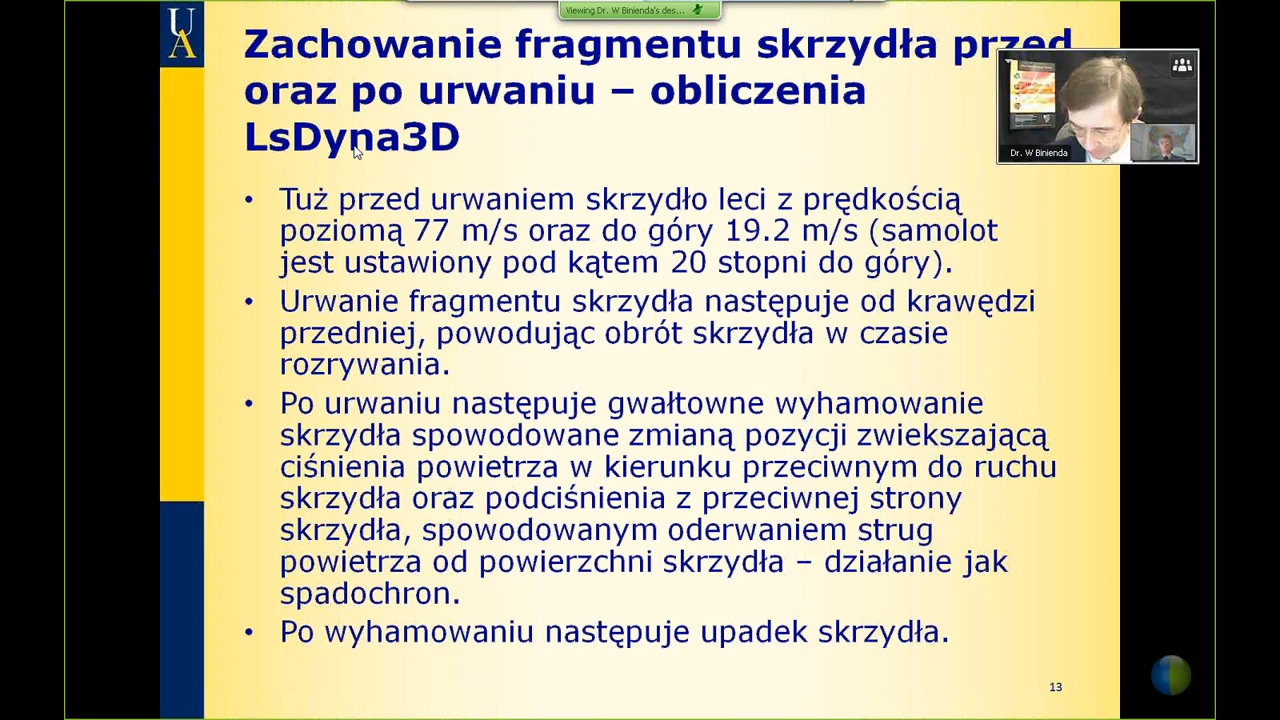 Viewing Dr. W Binienda's des...
U
A
Zachowanie fragmentu skrzydła przed
oraz po urwaniu – obliczenia
LsDyna3D
Dr. W Binienda
• Tuż przed urwaniem skrzydło leci z prędkością
poziomą 77 m/s oraz do góry 19.2 m/s (samolot
jest ustawiony pod kątem 20 stopni do góry).
• Urwanie fragmentu skrzydła następuje od krawędzi
przedniej, powodując obrót skrzydła w czasie
rozrywania.
• Po urwaniu następuje gwałtowne wyhamowanie
skrzydła spowodowane zmianą pozycji zwiekszającą
ciśnienia powietrza w kierunku przeciwnym do ruchu
skrzydła oraz podciśnienia z przeciwnej strony
skrzydła, spowodowanym oderwaniem strug
powietrza od powierzchni skrzydła – działanie jak
spadochron.
• Po wyhamowaniu następuje upadek skrzydła.
13